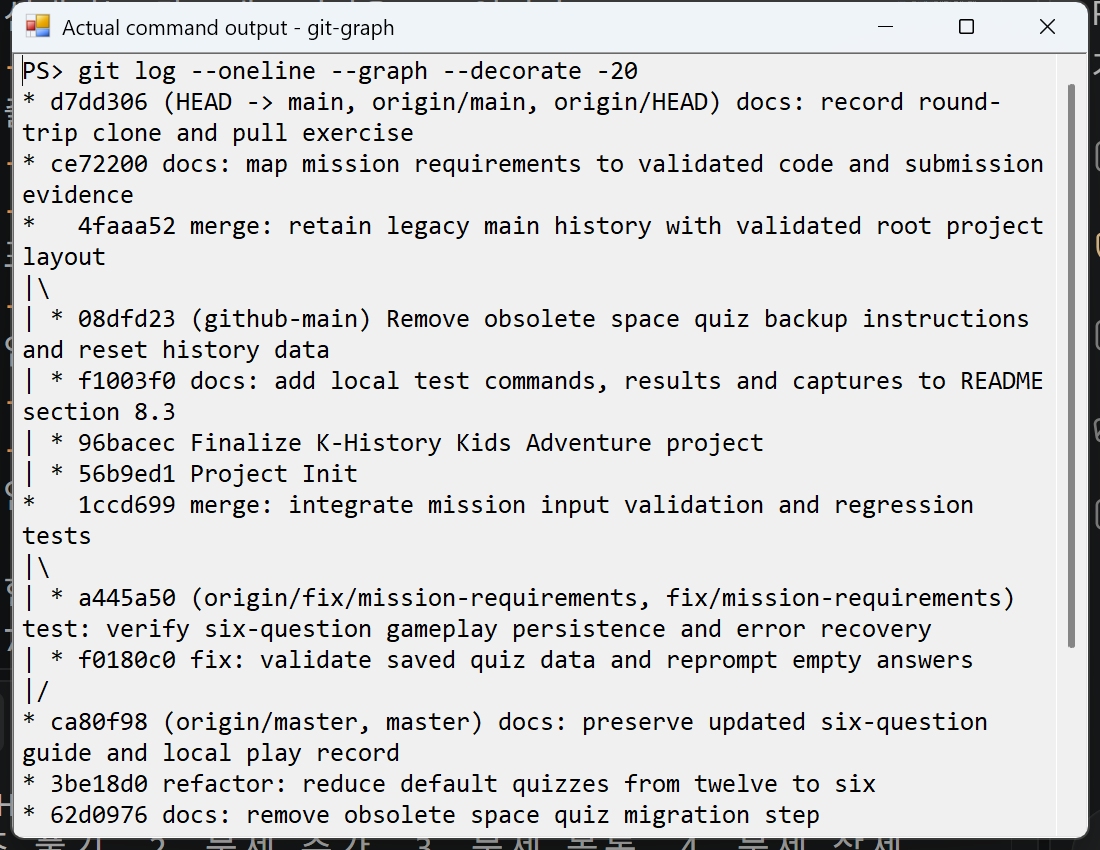 Actual command output - git-graph
PS> git log --oneline --graph --decorate -20
* d7dd306 (HEAD -> main, origin/main, origin/HEAD) docs: record round-
trip clone and pull exercise
* ce72200 docs: map mission requirements to validated code and submission
evidence
*   4faaa52 merge: retain legacy main history with validated root project
layout
|\
| * 08dfd23 (github-main) Remove obsolete space quiz backup instructions
and reset history data
| * f1003f0 docs: add local test commands, results and captures to README
section 8.3
| * 96bacec Finalize K-History Kids Adventure project
| * 56b9ed1 Project Init
*   1ccd699 merge: integrate mission input validation and regression
tests
|\
| * a445a50 (origin/fix/mission-requirements, fix/mission-requirements)
test: verify six-question gameplay persistence and error recovery
| * f0180c0 fix: validate saved quiz data and reprompt empty answers
|/
* ca80f98 (origin/master, master) docs: preserve updated six-question
guide and local play record
* 3be18d0 refactor: reduce default quizzes from twelve to six
* 62d0976 docs: remove obsolete space quiz migration step